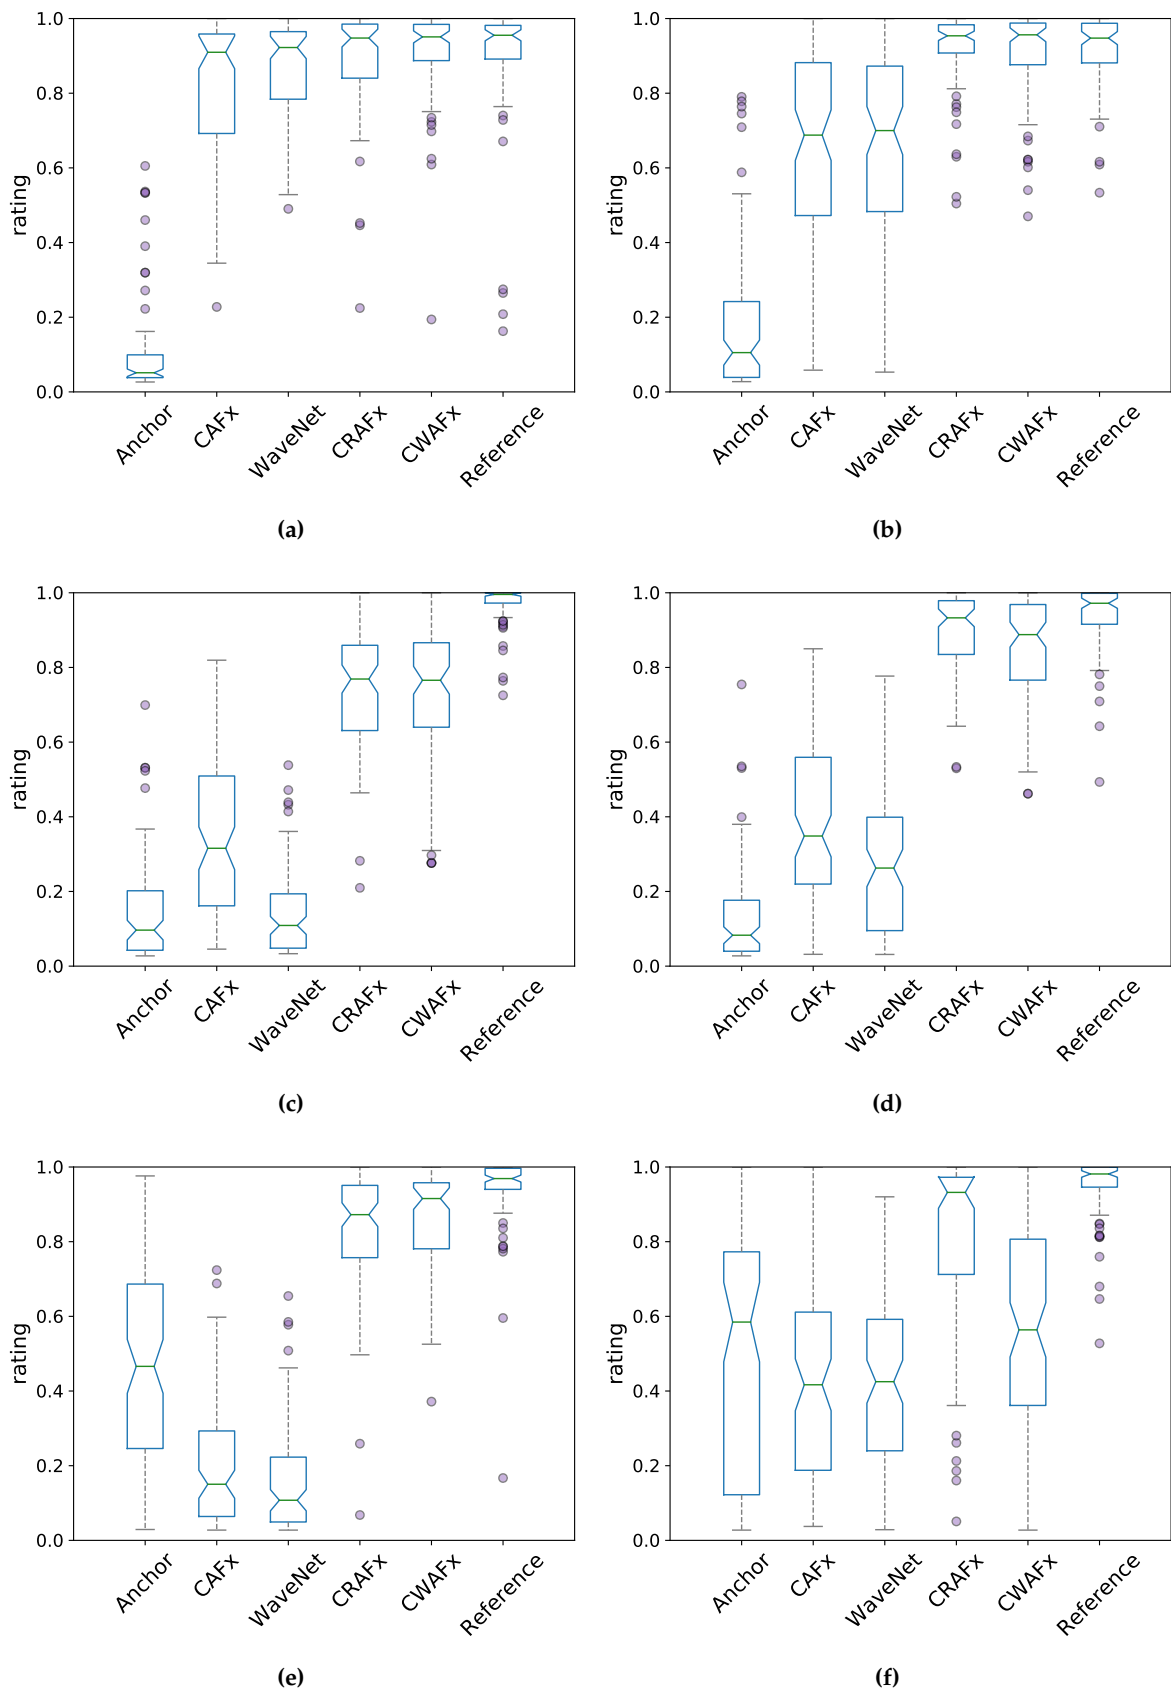 1.0
0.8
0.6
0.4
0.2
0.0
rating
Anchor
CAFx
WaveNet
CRAFx
CWAFx
Reference
(a)
1.0
0.8
0.6
0.4
0.2
0.0
rating
Anchor
CAFx
WaveNet
CRAFx
CWAFx
Reference
(b)
1.0
0.8
0.6
0.4
0.2
0.0
rating
Anchor
CAFx
WaveNet
CRAFx
CWAFx
Reference
(c)
1.0
0.8
0.6
0.4
0.2
0.0
rating
Anchor
CAFx
WaveNet
CRAFx
CWAFx
Reference
(d)
1.0
0.8
0.6
0.4
0.2
0.0
rating
Anchor
CAFx
WaveNet
CRAFx
CWAFx
Reference
(e)
1.0
0.8
0.6
0.4
0.2
0.0
rating
Anchor
CAFx
WaveNet
CRAFx
CWAFx
Reference
(f)